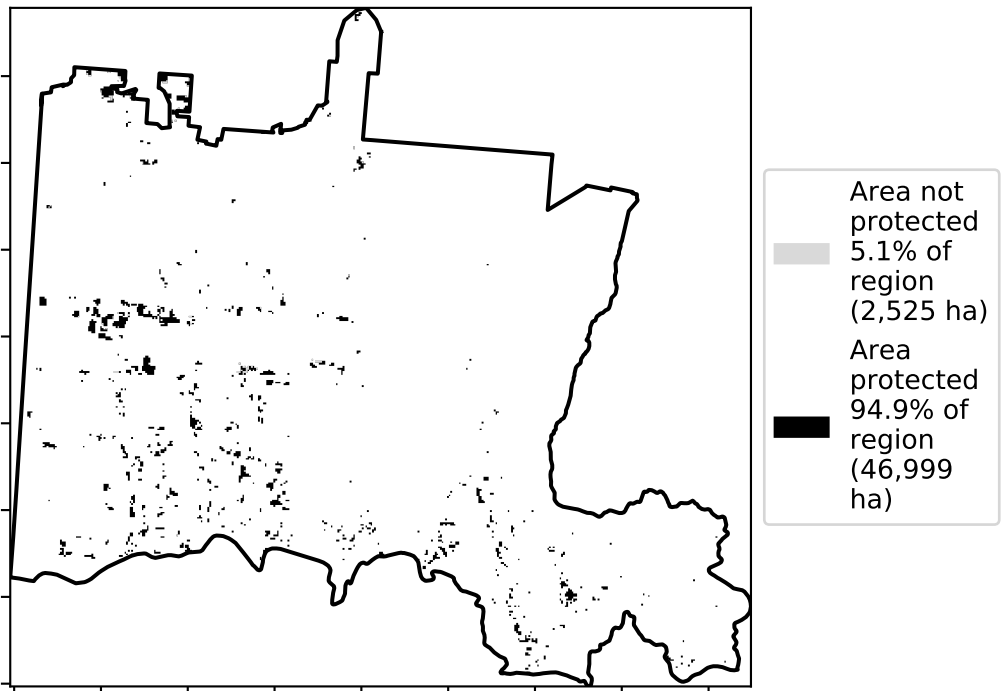 Area not
protected
5.1% of
region
(2,525 ha)
Area
protected
94.9% of
region
(46,999
ha)